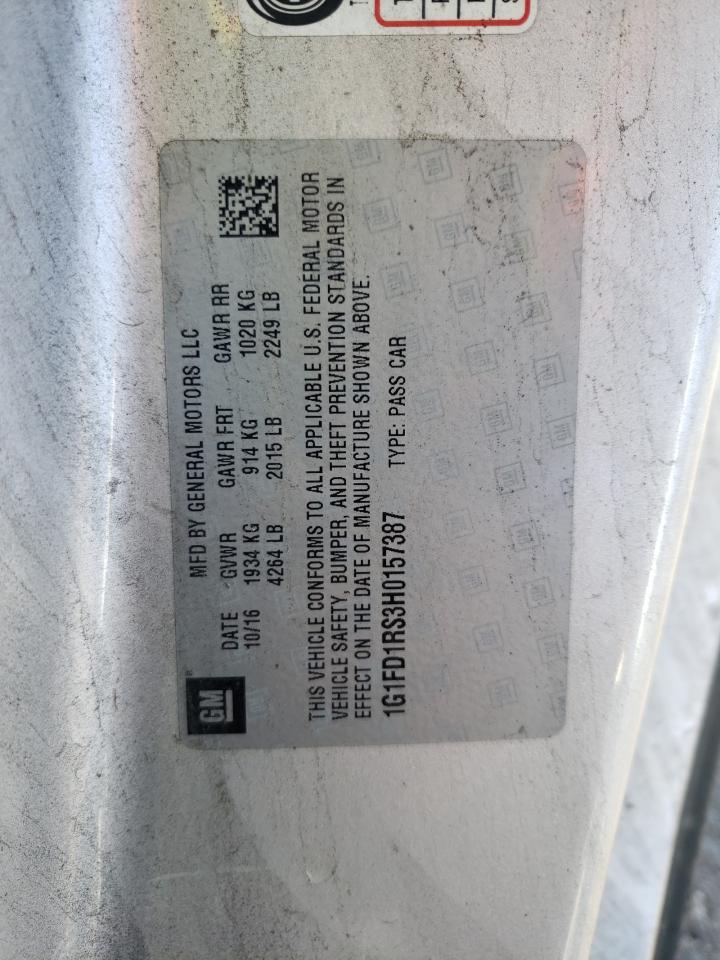 GM
MFD BY GENERAL MOTORS LLC
DATE GVWR GAWR FRT GAWR RR
10/16 1934 KG 914 KG 1020 KG
4264 LB 2015 LB 2249 LB
THIS VEHICLE CONFORMS TO ALL APPLICABLE U.S. FEDERAL MOTOR
VEHICLE SAFETY, BUMPER, AND THEFT PREVENTION STANDARDS IN
EFFECT ON THE DATE OF MANUFACTURE SHOWN ABOVE.
1G1FD1RS3H0157387 TYPE: PASS CAR